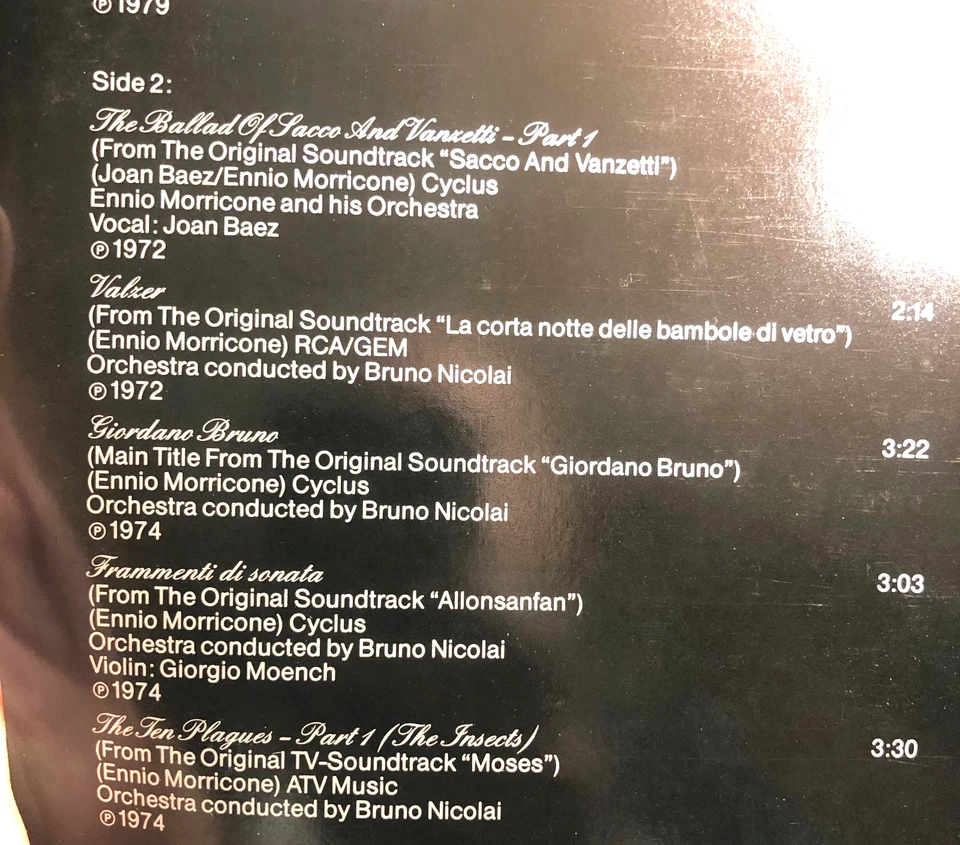 ℗ 1979
Side 2:
The Ballad Of Sacco And Vanzetti – Part 1
(From The Original Soundtrack “Sacco And Vanzetti”)
(Joan Baez/Ennio Morricone) Cyclus
Ennio Morricone and his Orchestra
Vocal: Joan Baez
℗ 1972
Valzer 2:14
(From The Original Soundtrack “La corta notte delle bambole di vetro”)
(Ennio Morricone) RCA/GEM
Orchestra conducted by Bruno Nicolai
℗ 1972
Giordano Bruno 3:22
(Main Title From The Original Soundtrack “Giordano Bruno”)
(Ennio Morricone) Cyclus
Orchestra conducted by Bruno Nicolai
℗ 1974
Frammenti di sonata 3:03
(From The Original Soundtrack “Allonsanfan”)
(Ennio Morricone) Cyclus
Orchestra conducted by Bruno Nicolai
Violin: Giorgio Moench
℗ 1974
The Ten Plagues – Part 1 (The Insects) 3:30
(From The Original TV-Soundtrack “Moses”)
(Ennio Morricone) ATV Music
Orchestra conducted by Bruno Nicolai
℗ 1974